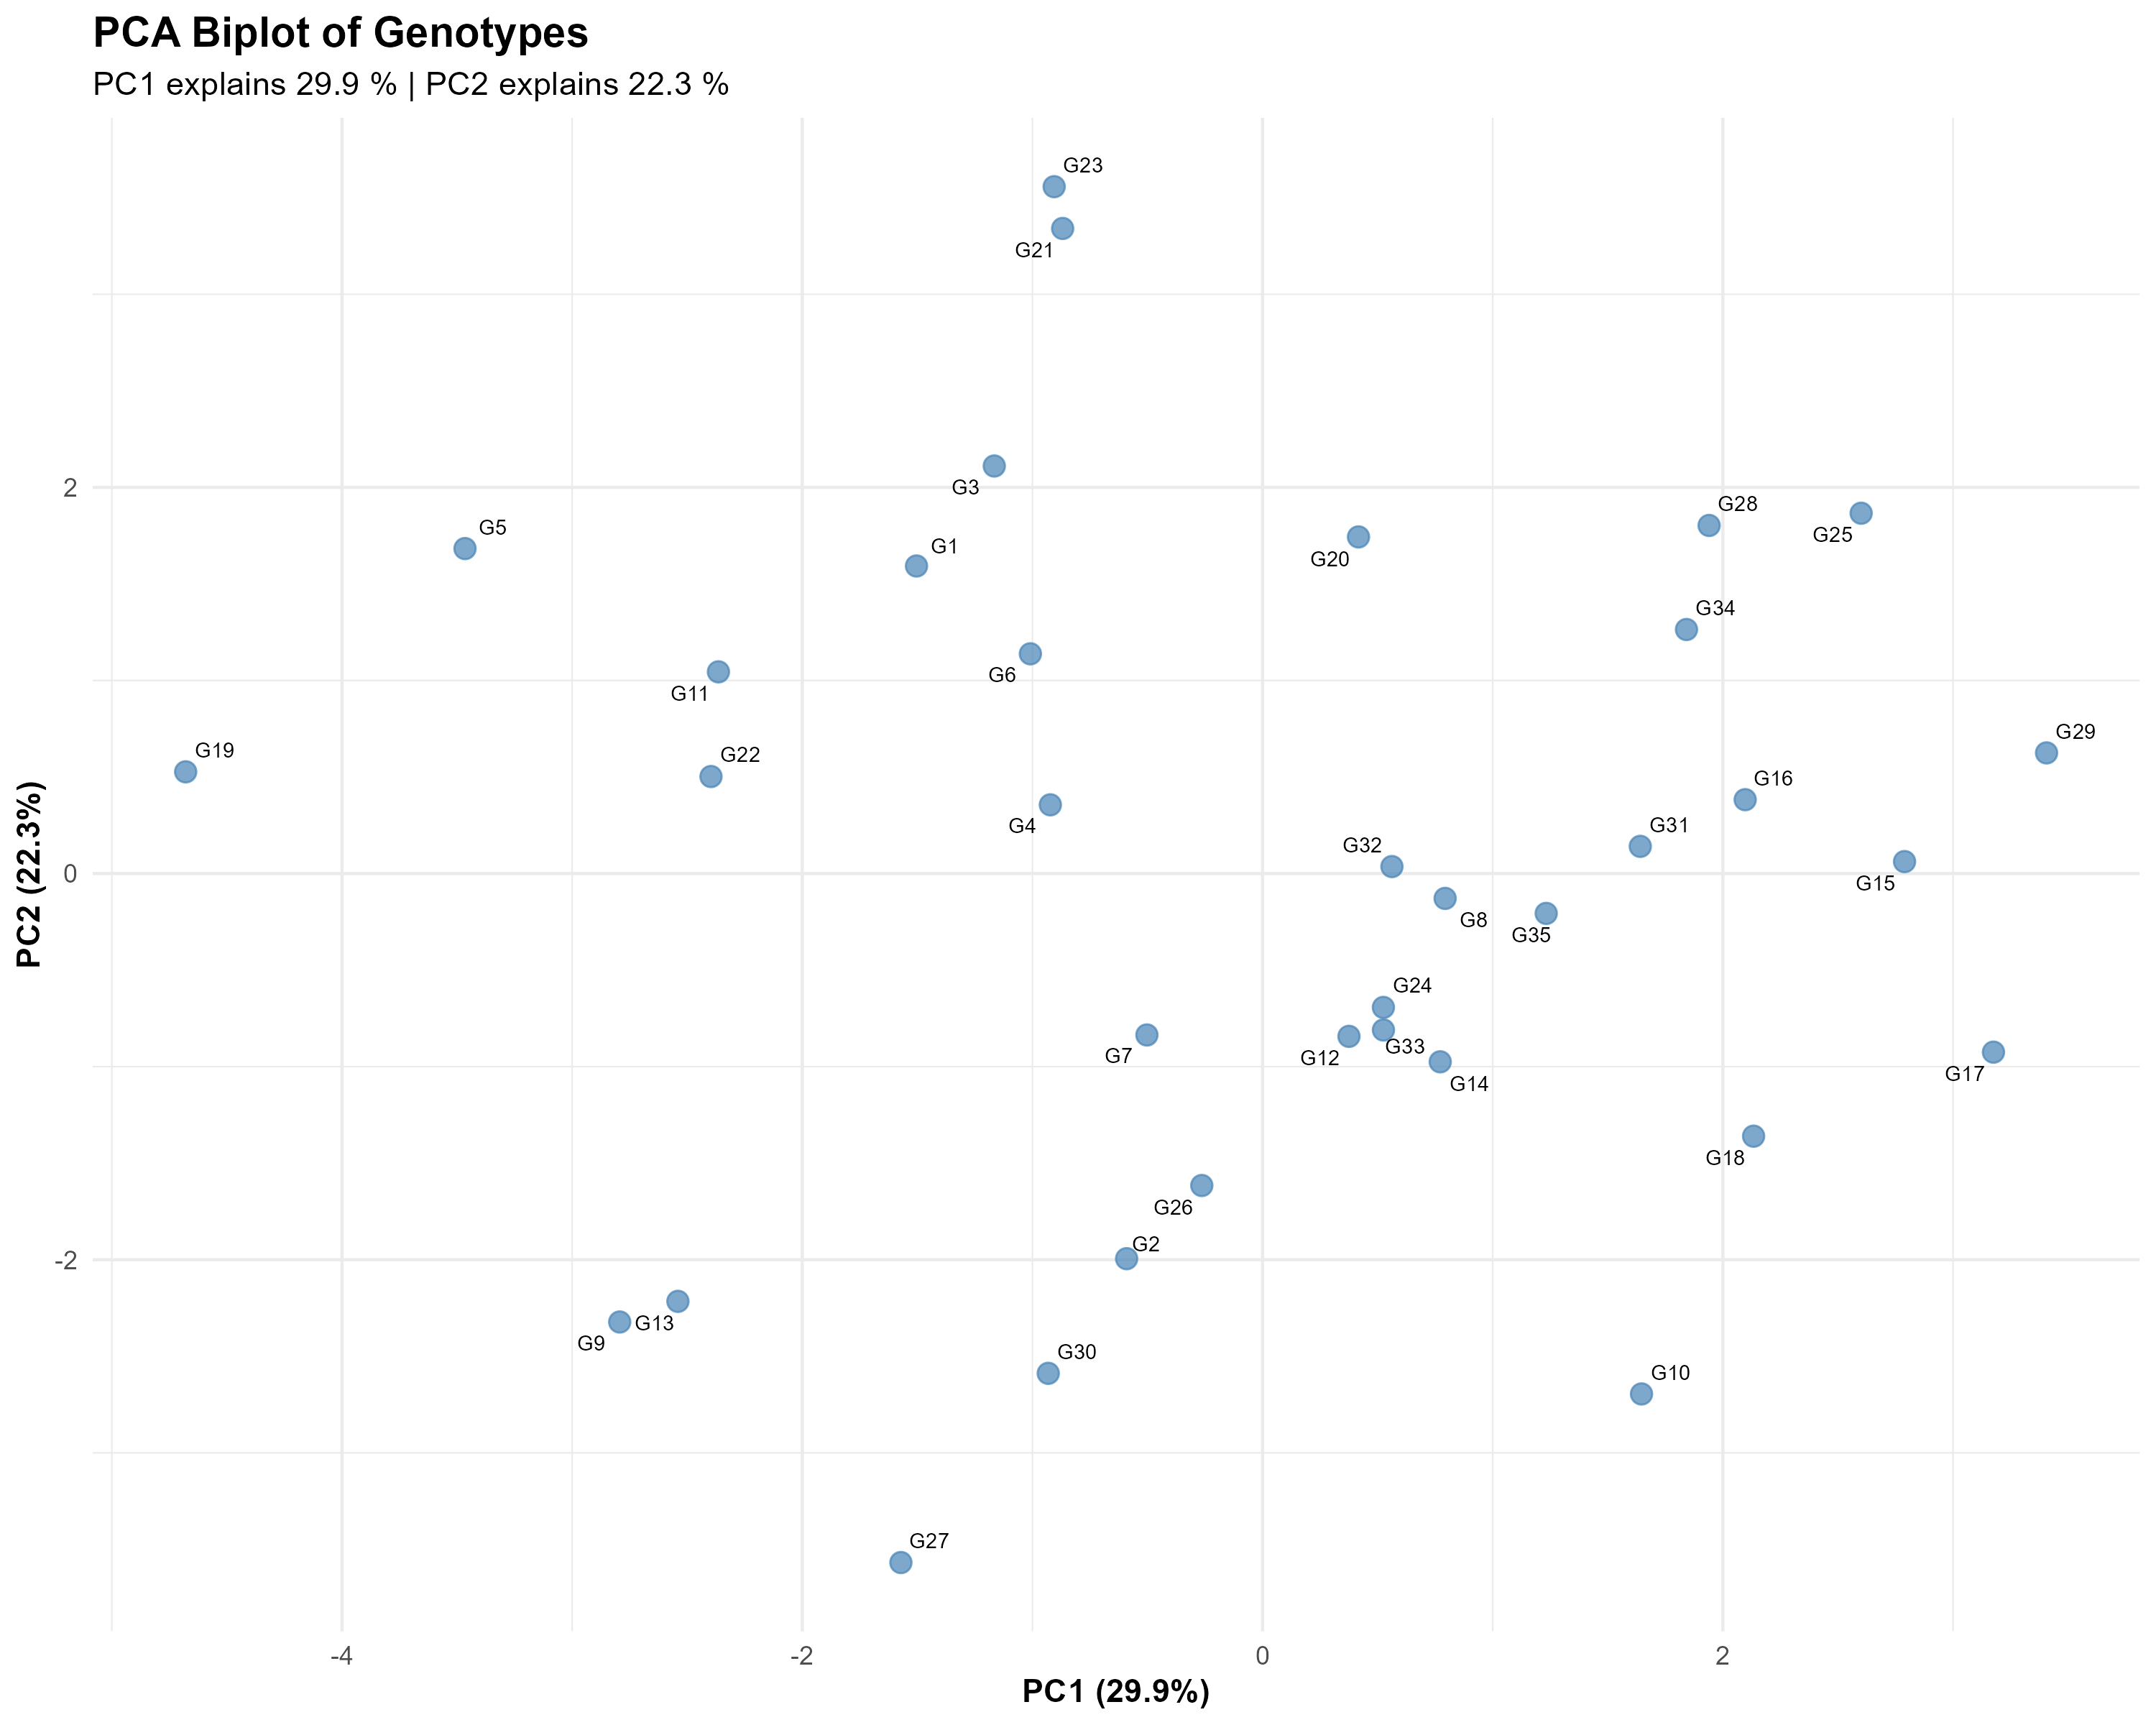 PCA Biplot of Genotypes
PC1 explains 29.9 % | PC2 explains 22.3 %
G23
G21
G3
2
G28
G5
G25
G1
G20
G34
G6
G11
G29
G19
G22
G16
G4
G31
G32
0
G15
G8
G35
G24
G33
G7
G12
G17
G14
G18
G26
G2
-2
G13
G9
G30
G10
G27
PC2 (22.3%)
-4
-2
0
2
PC1 (29.9%)